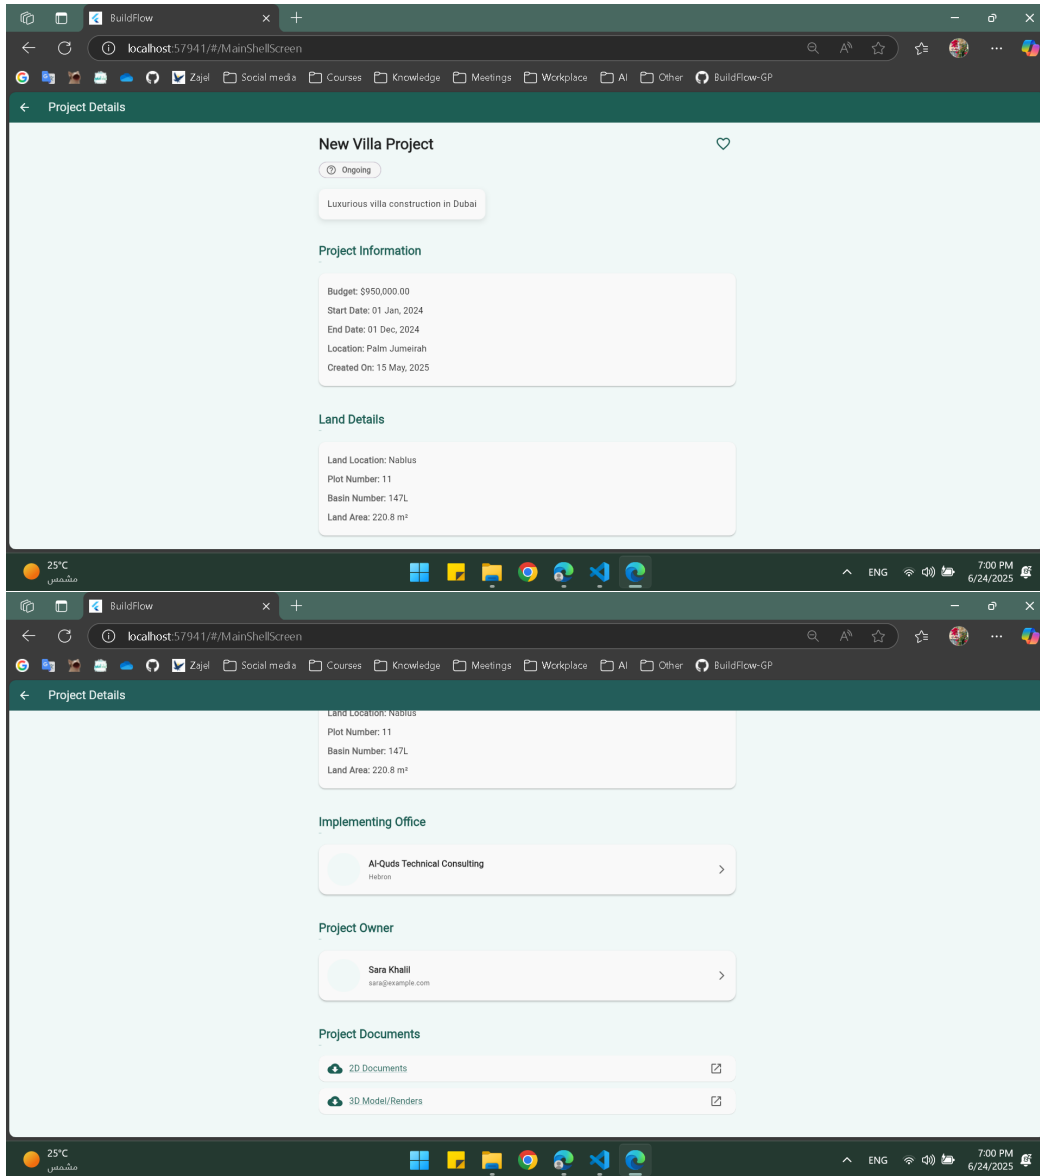 BuildFlow
localhost:57941/#/MainShellScreen
Zajel Social media Courses Knowledge Meetings Workplace AI Other BuildFlow-GP
Project Details
New Villa Project
Ongoing
Luxurious villa construction in Dubai
Project Information
Budget: $950,000.00
Start Date: 01 Jan, 2024
End Date: 01 Dec, 2024
Location: Palm Jumeirah
Created On: 15 May, 2025
Land Details
Land Location: Nablus
Plot Number: 11
Basin Number: 147L
Land Area: 220.8 m²
25°C
مشمس
ENG
7:00 PM
6/24/2025
BuildFlow
localhost:57941/#/MainShellScreen
Zajel Social media Courses Knowledge Meetings Workplace AI Other BuildFlow-GP
Project Details
Land Location: Nablus
Plot Number: 11
Basin Number: 147L
Land Area: 220.8 m²
Implementing Office
Al-Quds Technical Consulting
Hebron
Project Owner
Sara Khalil
sara@example.com
Project Documents
2D Documents
3D Model/Renders
25°C
مشمس
ENG
7:00 PM
6/24/2025